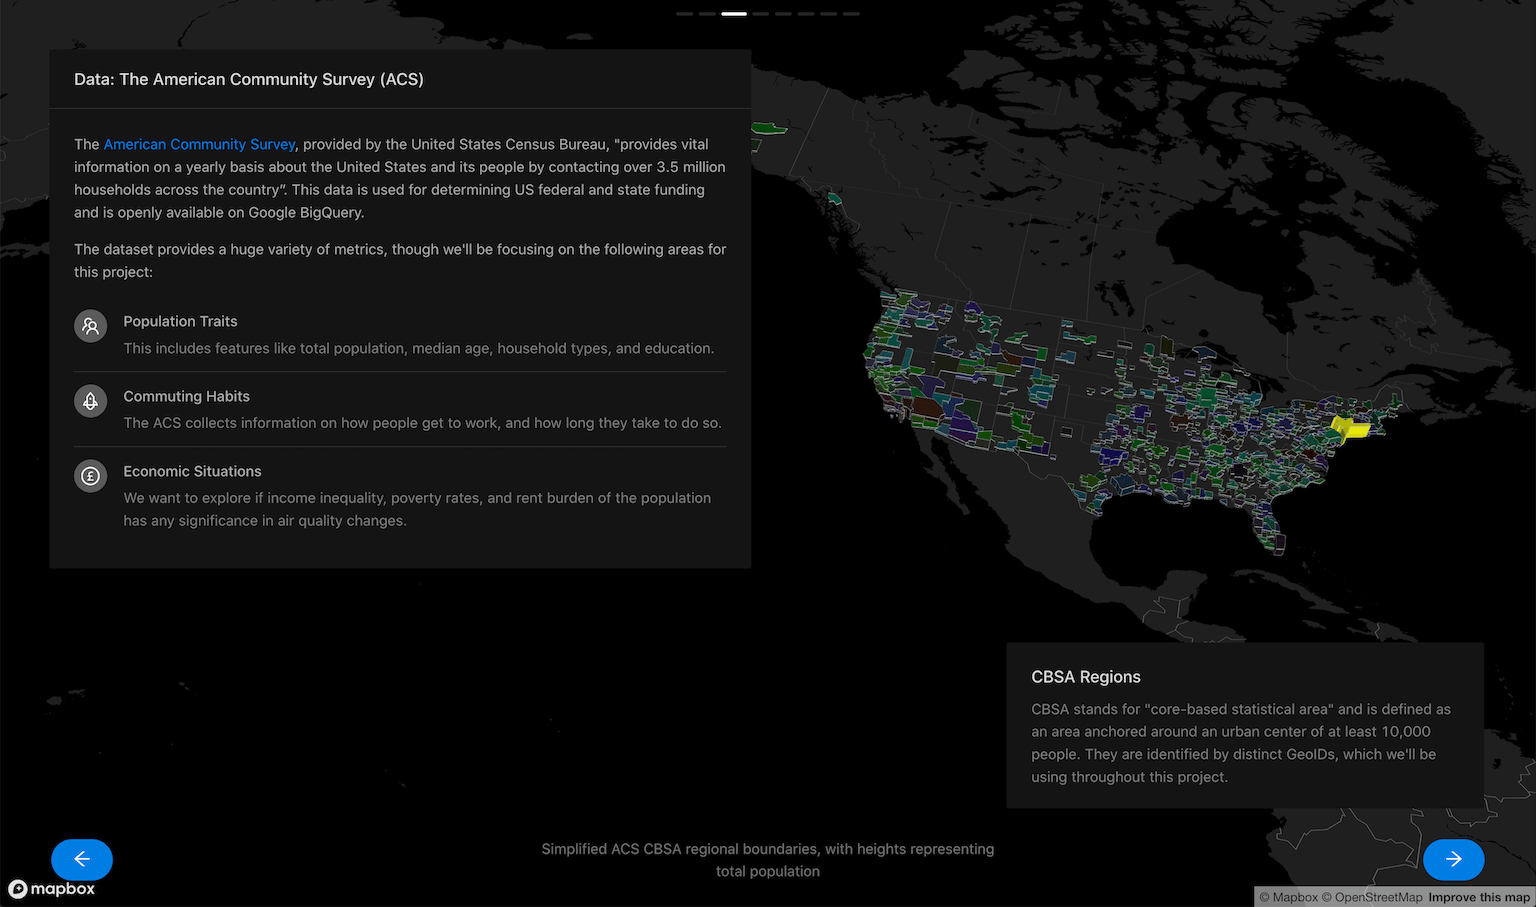 Data: The American Community Survey (ACS)
The American Community Survey, provided by the United States Census Bureau, "provides vital
information on a yearly basis about the United States and its people by contacting over 3.5 million
households across the country”. This data is used for determining US federal and state funding
and is openly available on Google BigQuery.
The dataset provides a huge variety of metrics, though we'll be focusing on the following areas for
this project:
Population Traits
This includes features like total population, median age, household types, and education.
Commuting Habits
The ACS collects information on how people get to work, and how long they take to do so.
Economic Situations
We want to explore if income inequality, poverty rates, and rent burden of the population
has any significance in air quality changes.
CBSA Regions
CBSA stands for "core-based statistical area" and is defined as
an area anchored around an urban center of at least 10,000
people. They are identified by distinct GeoIDs, which we'll be
using throughout this project.
Simplified ACS CBSA regional boundaries, with heights representing
total population
mapbox
© Mapbox © OpenStreetMap Improve this map